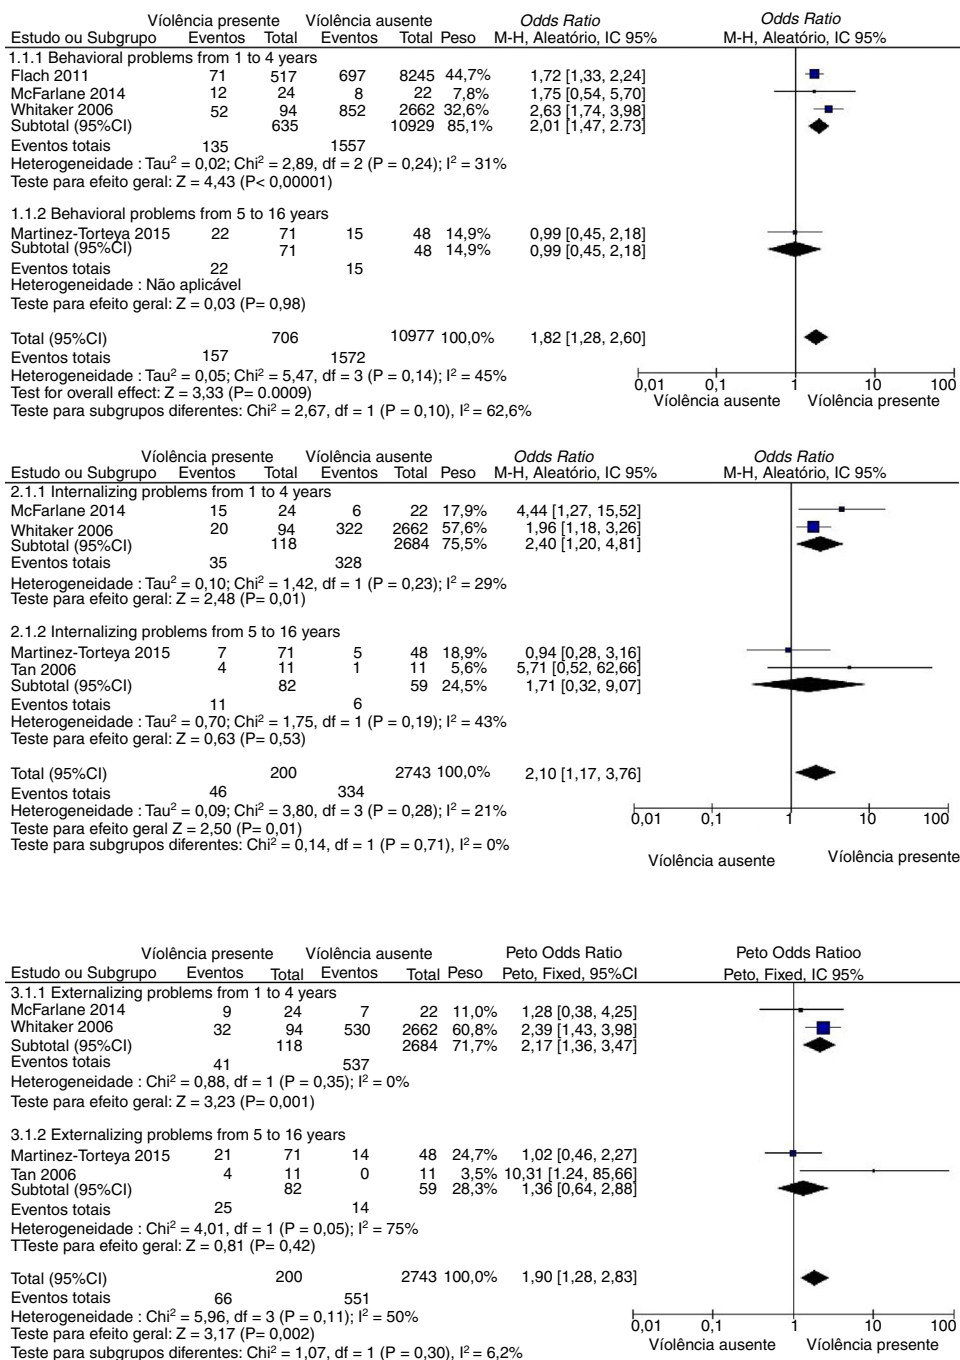 Víolência presente Víolência ausente Odds Ratio Odds Ratio
Estudo ou Subgrupo Eventos Total Eventos Total Peso M-H, Aleatório, IC 95% M-H, Aleatório, IC 95%
1.1.1 Behavioral problems from 1 to 4 years
Flach 2011 71 517 697 8245 44,7% 1,72 [1,33, 2,24]
McFarlane 2014 12 24 8 22 7,8% 1,75 [0,54, 5,70]
Whitaker 2006 52 94 852 2662 32,6% 2,63 [1,74, 3,98]
Subtotal (95%CI) 635 10929 85,1% 2,01 [1,47, 2.73]
Eventos totais 135 1557
Heterogeneidade : Tau² = 0,02; Chi² = 2,89, df = 2 (P = 0,24); I² = 31%
Teste para efeito geral: Z = 4,43 (P< 0,00001)
1.1.2 Behavioral problems from 5 to 16 years
Martinez-Torteya 2015 22 71 15 48 14,9% 0,99 [0,45, 2,18]
Subtotal (95%CI) 71 48 14,9% 0,99 [0,45, 2,18]
Eventos totais 22 15
Heterogeneidade : Não aplicável
Teste para efeito geral: Z = 0,03 (P= 0,98)
Total (95%CI) 706 10977 100,0% 1,82 [1,28, 2,60]
Eventos totais 157 1572
Heterogeneidade : Tau² = 0,05; Chi² = 5,47, df = 3 (P = 0,14); I² = 45%
Test for overall effect: Z = 3,33 (P= 0.0009)
Teste para subgrupos diferentes: Chi² = 2,67, df = 1 (P = 0,10), I² = 62,6%
0,01 0,1 1 10 100
Víolência ausente Víolência presente
Víolência presente Víolência ausente Odds Ratio Odds Ratio
Estudo ou Subgrupo Eventos Total Eventos Total Peso M-H, Aleatório, IC 95% M-H, Aleatório, IC 95%
2.1.1 Internalizing problems from 1 to 4 years
McFarlane 2014 15 24 6 22 17,9% 4,44 [1,27, 15,52]
Whitaker 2006 20 94 322 2662 57,6% 1,96 [1,18, 3,26]
Subtotal (95%CI) 118 2684 75,5% 2,40 [1,20, 4,81]
Eventos totais 35 328
Heterogeneidade : Tau² = 0,10; Chi² = 1,42, df = 1 (P = 0,23); I² = 29%
Teste para efeito geral: Z = 2,48 (P= 0,01)
2.1.2 Internalizing problems from 5 to 16 years
Martinez-Torteya 2015 7 71 5 48 18,9% 0,94 [0,28, 3,16]
Tan 2006 4 11 1 11 5,6% 5,71 [0,52, 62,66]
Subtotal (95%CI) 82 59 24,5% 1,71 [0,32, 9,07]
Eventos totais 11 6
Heterogeneidade : Tau² = 0,70; Chi² = 1,75, df = 1 (P = 0,19); I² = 43%
Teste para efeito geral: Z = 0,63 (P= 0,53)
Total (95%CI) 200 2743 100,0% 2,10 [1,17, 3,76]
Eventos totais 46 334
Heterogeneidade : Tau² = 0,09; Chi² = 3,80, df = 3 (P = 0,28); I² = 21%
Teste para efeito geral Z = 2,50 (P= 0,01)
Teste para subgrupos diferentes: Chi² = 0,14, df = 1 (P = 0,71), I² = 0%
0,01 0,1 1 10 100
Víolência ausente Víolência presente
Víolência presente Víolência ausente Peto Odds Ratio Peto Odds Ratioo
Estudo ou Subgrupo Eventos Total Eventos Total Peso Peto, Fixed, 95%CI Peto, Fixed, IC 95%
3.1.1 Externalizing problems from 1 to 4 years
McFarlane 2014 9 24 7 22 11,0% 1,28 [0,38, 4,25]
Whitaker 2006 32 94 530 2662 60,8% 2,39 [1,43, 3,98]
Subtotal (95%CI) 118 2684 71,7% 2,17 [1,36, 3,47]
Eventos totais 41 537
Heterogeneidade : Chi² = 0,88, df = 1 (P = 0,35); I² = 0%
Teste para efeito geral: Z = 3,23 (P= 0,001)
3.1.2 Externalizing problems from 5 to 16 years
Martinez-Torteya 2015 21 71 14 48 24,7% 1,02 [0,46, 2,27]
Tan 2006 4 11 0 11 3,5% 10,31 [1.24, 85,66]
Subtotal (95%CI) 82 59 28,3% 1,36 [0,64, 2,88]
Eventos totais 25 14
Heterogeneidade : Chi² = 4,01, df = 1 (P = 0,05); I² = 75%
TTeste para efeito geral: Z = 0,81 (P= 0,42)
Total (95%CI) 200 2743 100,0% 1,90 [1,28, 2,83]
Eventos totais 66 551
Heterogeneidade : Chi² = 5,96, df = 3 (P = 0,11); I² = 50%
Teste para efeito geral: Z = 3,17 (P= 0,002)
Teste para subgrupos diferentes: Chi² = 1,07, df = 1 (P = 0,30), I² = 6,2%
0,01 0,1 1 10 100
Víolência ausente Víolência presente